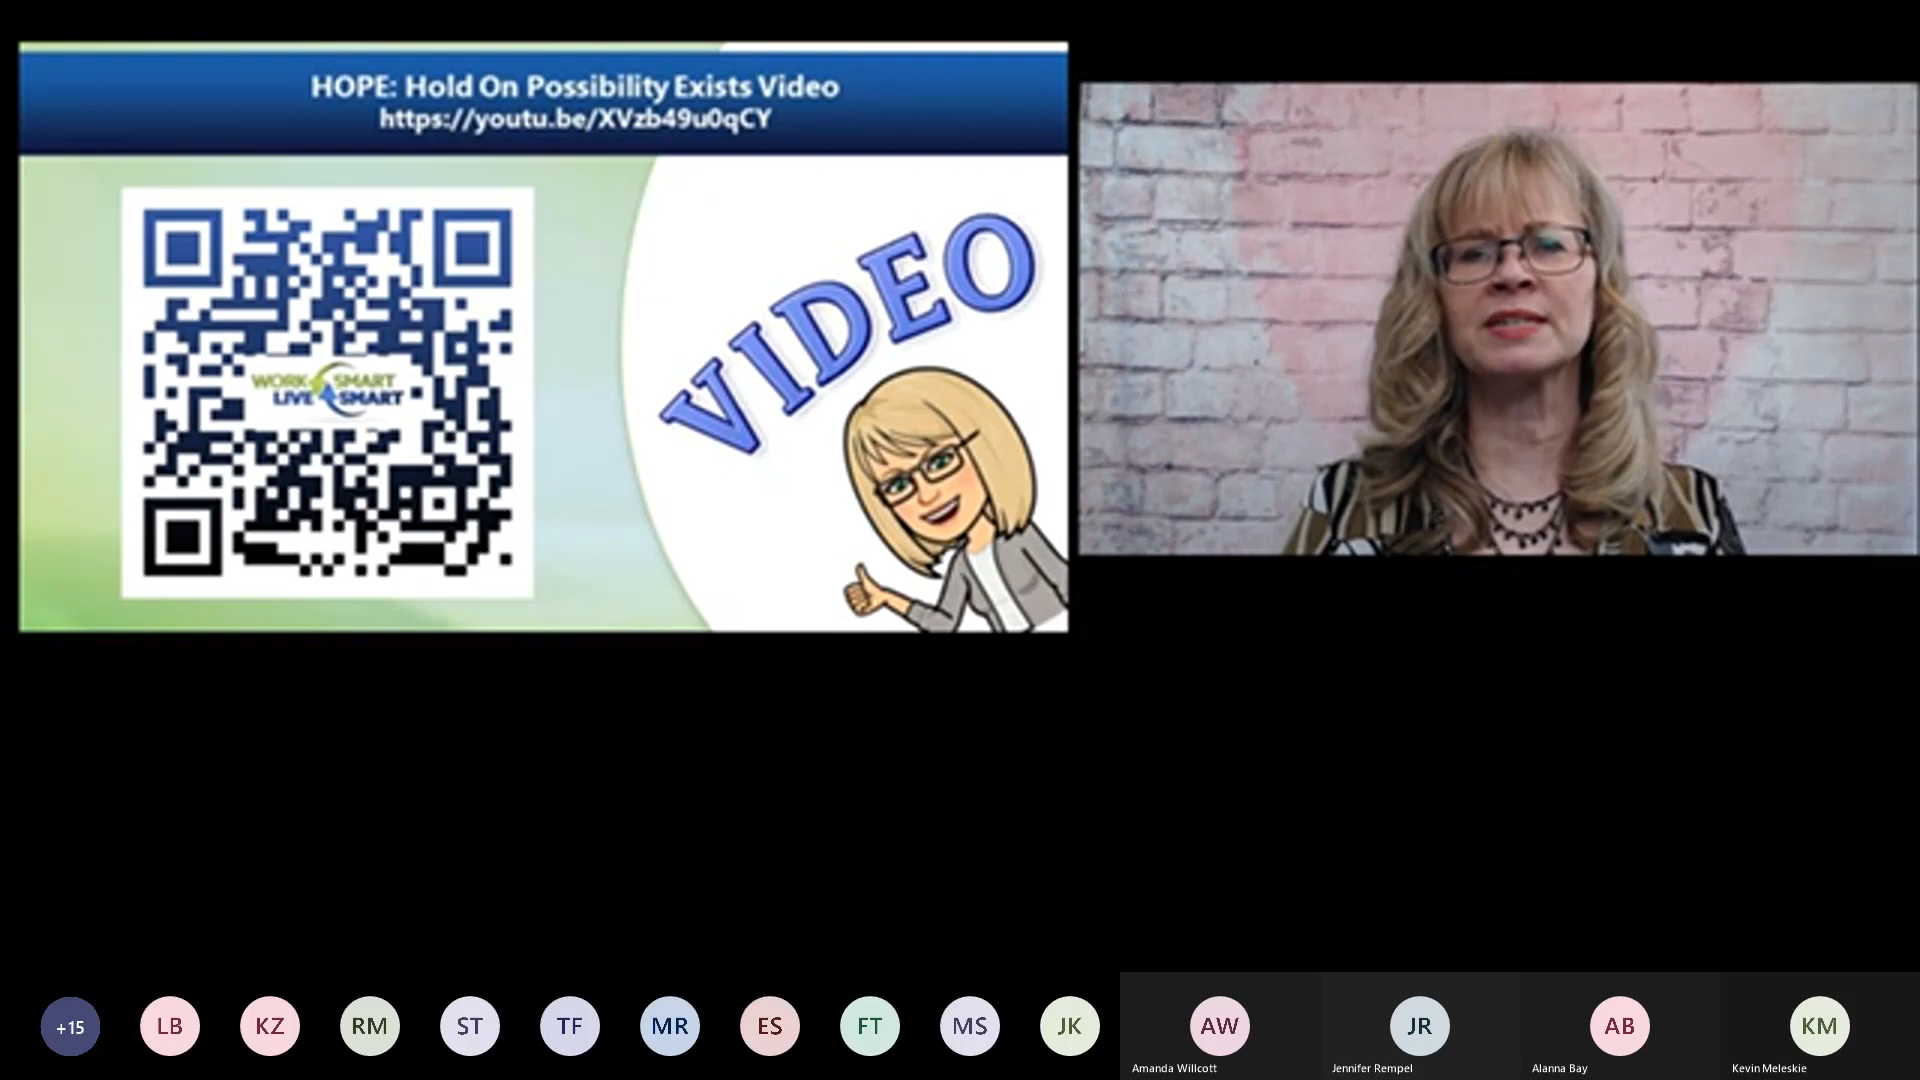 HOPE: Hold On Possibility Exists Video
https://youtu.be/XVzb49u0qCY
VIDEO
WORK SMART
LIVE SMART
+15
LB
KZ
RM
ST
TF
MR
ES
FT
MS
JK
AW
JR
AB
KM
Amanda Willcott
Jennifer Rempel
Alanna Bay
Kevin Meleskie